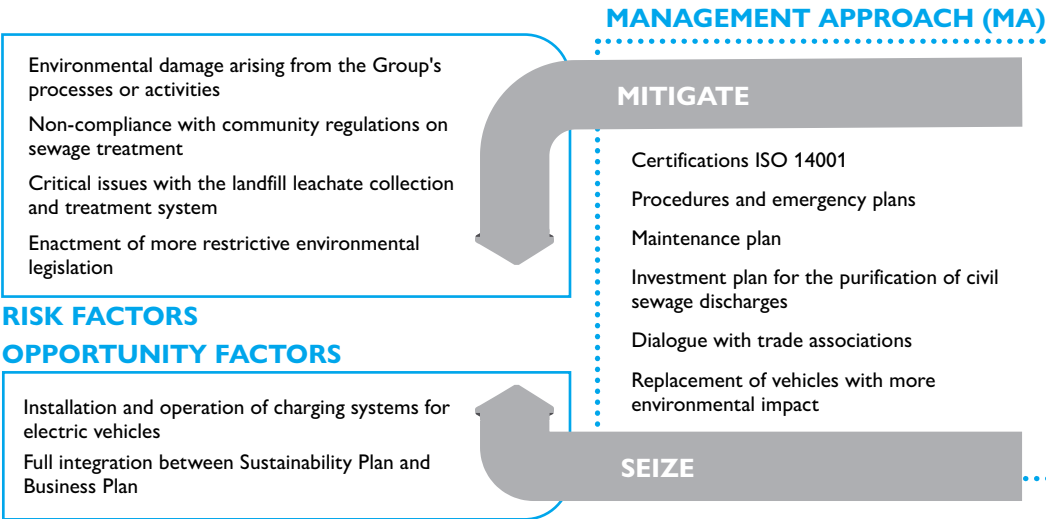 MANAGEMENT APPROACH (MA)
Environmental damage arising from the Group's
processes or activities
Non-compliance with community regulations on
sewage treatment
Critical issues with the landfill leachate collection
and treatment system
Enactment of more restrictive environmental
legislation
RISK FACTORS
OPPORTUNITY FACTORS
Installation and operation of charging systems for
electric vehicles
Full integration between Sustainability Plan and
Business Plan
MITIGATE
Certifications ISO 14001
Procedures and emergency plans
Maintenance plan
Investment plan for the purification of civil
sewage discharges
Dialogue with trade associations
Replacement of vehicles with more
environmental impact
SEIZE